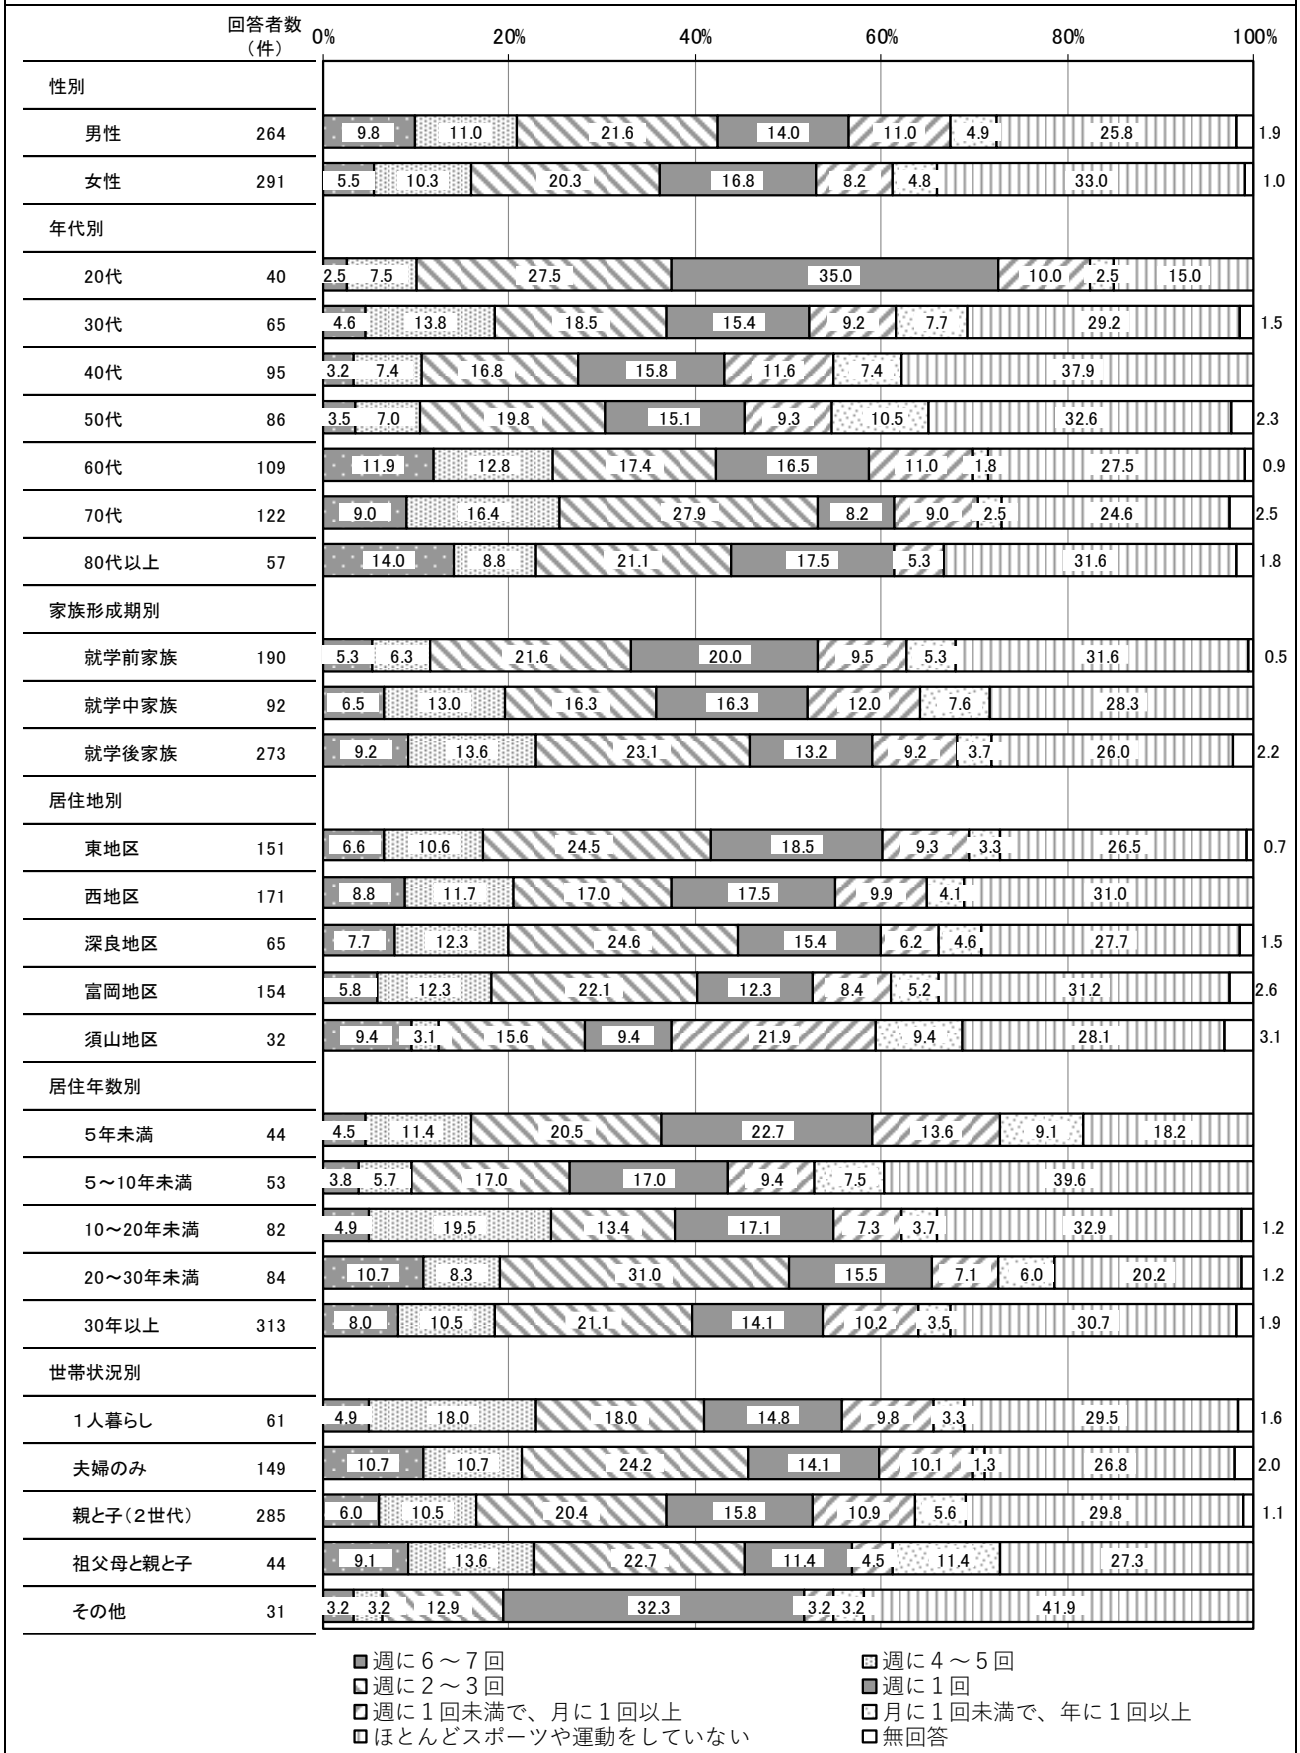 回答者数
（件）
0% 20% 40% 60% 80% 100%
性別
男性 264 9.8 11.0 21.6 14.0 11.0 4.9 25.8 1.9
女性 291 5.5 10.3 20.3 16.8 8.2 4.8 33.0 1.0
年代別
20代 40 2.5 7.5 27.5 35.0 10.0 2.5 15.0
30代 65 4.6 13.8 18.5 15.4 9.2 7.7 29.2 1.5
40代 95 3.2 7.4 16.8 15.8 11.6 7.4 37.9
50代 86 3.5 7.0 19.8 15.1 9.3 10.5 32.6 2.3
60代 109 11.9 12.8 17.4 16.5 11.0 1.8 27.5 0.9
70代 122 9.0 16.4 27.9 8.2 9.0 2.5 24.6 2.5
80代以上 57 14.0 8.8 21.1 17.5 5.3 31.6 1.8
家族形成期別
就学前家族 190 5.3 6.3 21.6 20.0 9.5 5.3 31.6 0.5
就学中家族 92 6.5 13.0 16.3 16.3 12.0 7.6 28.3
就学後家族 273 9.2 13.6 23.1 13.2 9.2 3.7 26.0 2.2
居住地別
東地区 151 6.6 10.6 24.5 18.5 9.3 3.3 26.5 0.7
西地区 171 8.8 11.7 17.0 17.5 9.9 4.1 31.0
深良地区 65 7.7 12.3 24.6 15.4 6.2 4.6 27.7 1.5
富岡地区 154 5.8 12.3 22.1 12.3 8.4 5.2 31.2 2.6
須山地区 32 9.4 3.1 15.6 9.4 21.9 9.4 28.1 3.1
居住年数別
５年未満 44 4.5 11.4 20.5 22.7 13.6 9.1 18.2
５～10年未満 53 3.8 5.7 17.0 17.0 9.4 7.5 39.6
10～20年未満 82 4.9 19.5 13.4 17.1 7.3 3.7 32.9 1.2
20～30年未満 84 10.7 8.3 31.0 15.5 7.1 6.0 20.2 1.2
30年以上 313 8.0 10.5 21.1 14.1 10.2 3.5 30.7 1.9
世帯状況別
１人暮らし 61 4.9 18.0 18.0 14.8 9.8 3.3 29.5 1.6
夫婦のみ 149 10.7 10.7 24.2 14.1 10.1 1.3 26.8 2.0
親と子（２世代） 285 6.0 10.5 20.4 15.8 10.9 5.6 29.8 1.1
祖父母と親と子 44 9.1 13.6 22.7 11.4 4.5 11.4 27.3
その他 31 3.2 3.2 12.9 32.3 3.2 3.2 41.9
週に６～７回 週に４～５回
週に２～３回 週に１回
週に１回未満で、月に１回以上 月に１回未満で、年に１回以上
ほとんどスポーツや運動をしていない 無回答